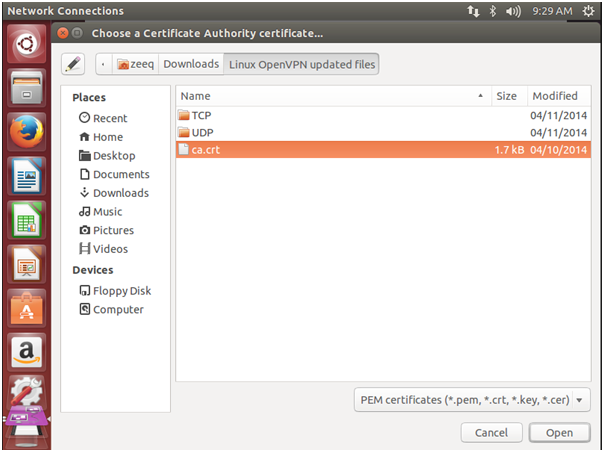 Network Connections 9:29 AM
Choose a Certificate Authority certificate...
zeeq Downloads Linux OpenVPN updated files
Places
Recent
Home
Desktop
Documents
Downloads
Music
Pictures
Videos
Devices
Floppy Disk
Computer
Name Size Modified
TCP 04/11/2014
UDP 04/11/2014
ca.crt 1.7 kB 04/10/2014
PEM certificates (*.pem, *.crt, *.key, *.cer)
Cancel Open